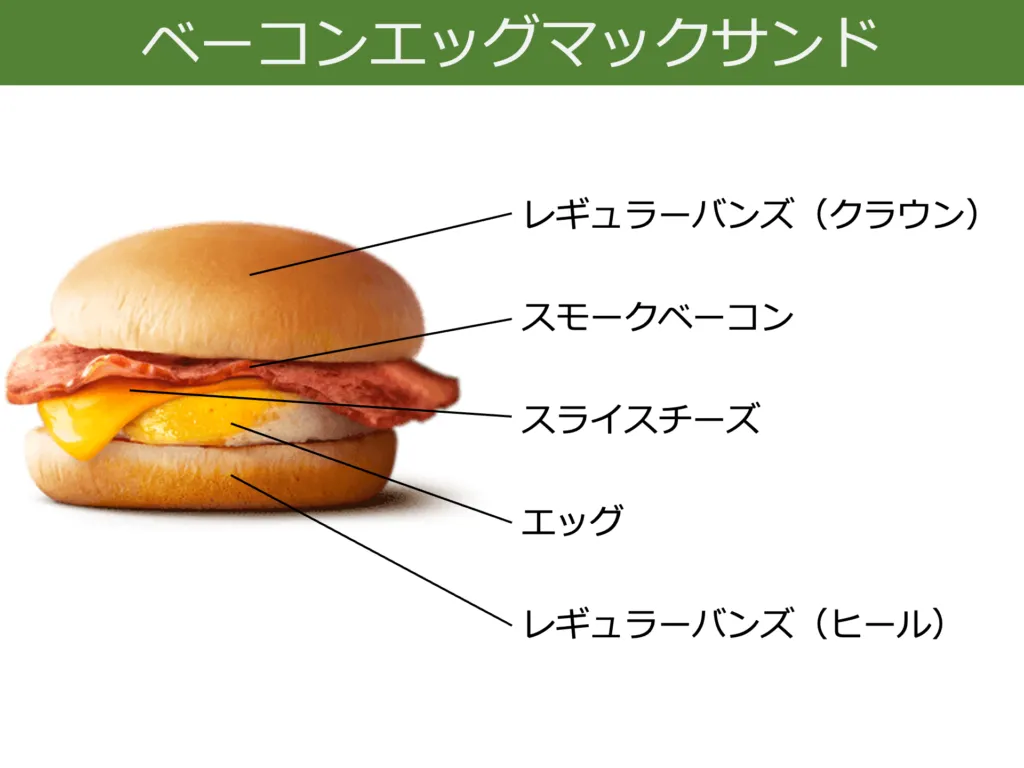 ベーコンエッグマックサンド
レギュラーバンズ（クラウン）
スモークベーコン
スライスチーズ
エッグ
レギュラーバンズ（ヒール）